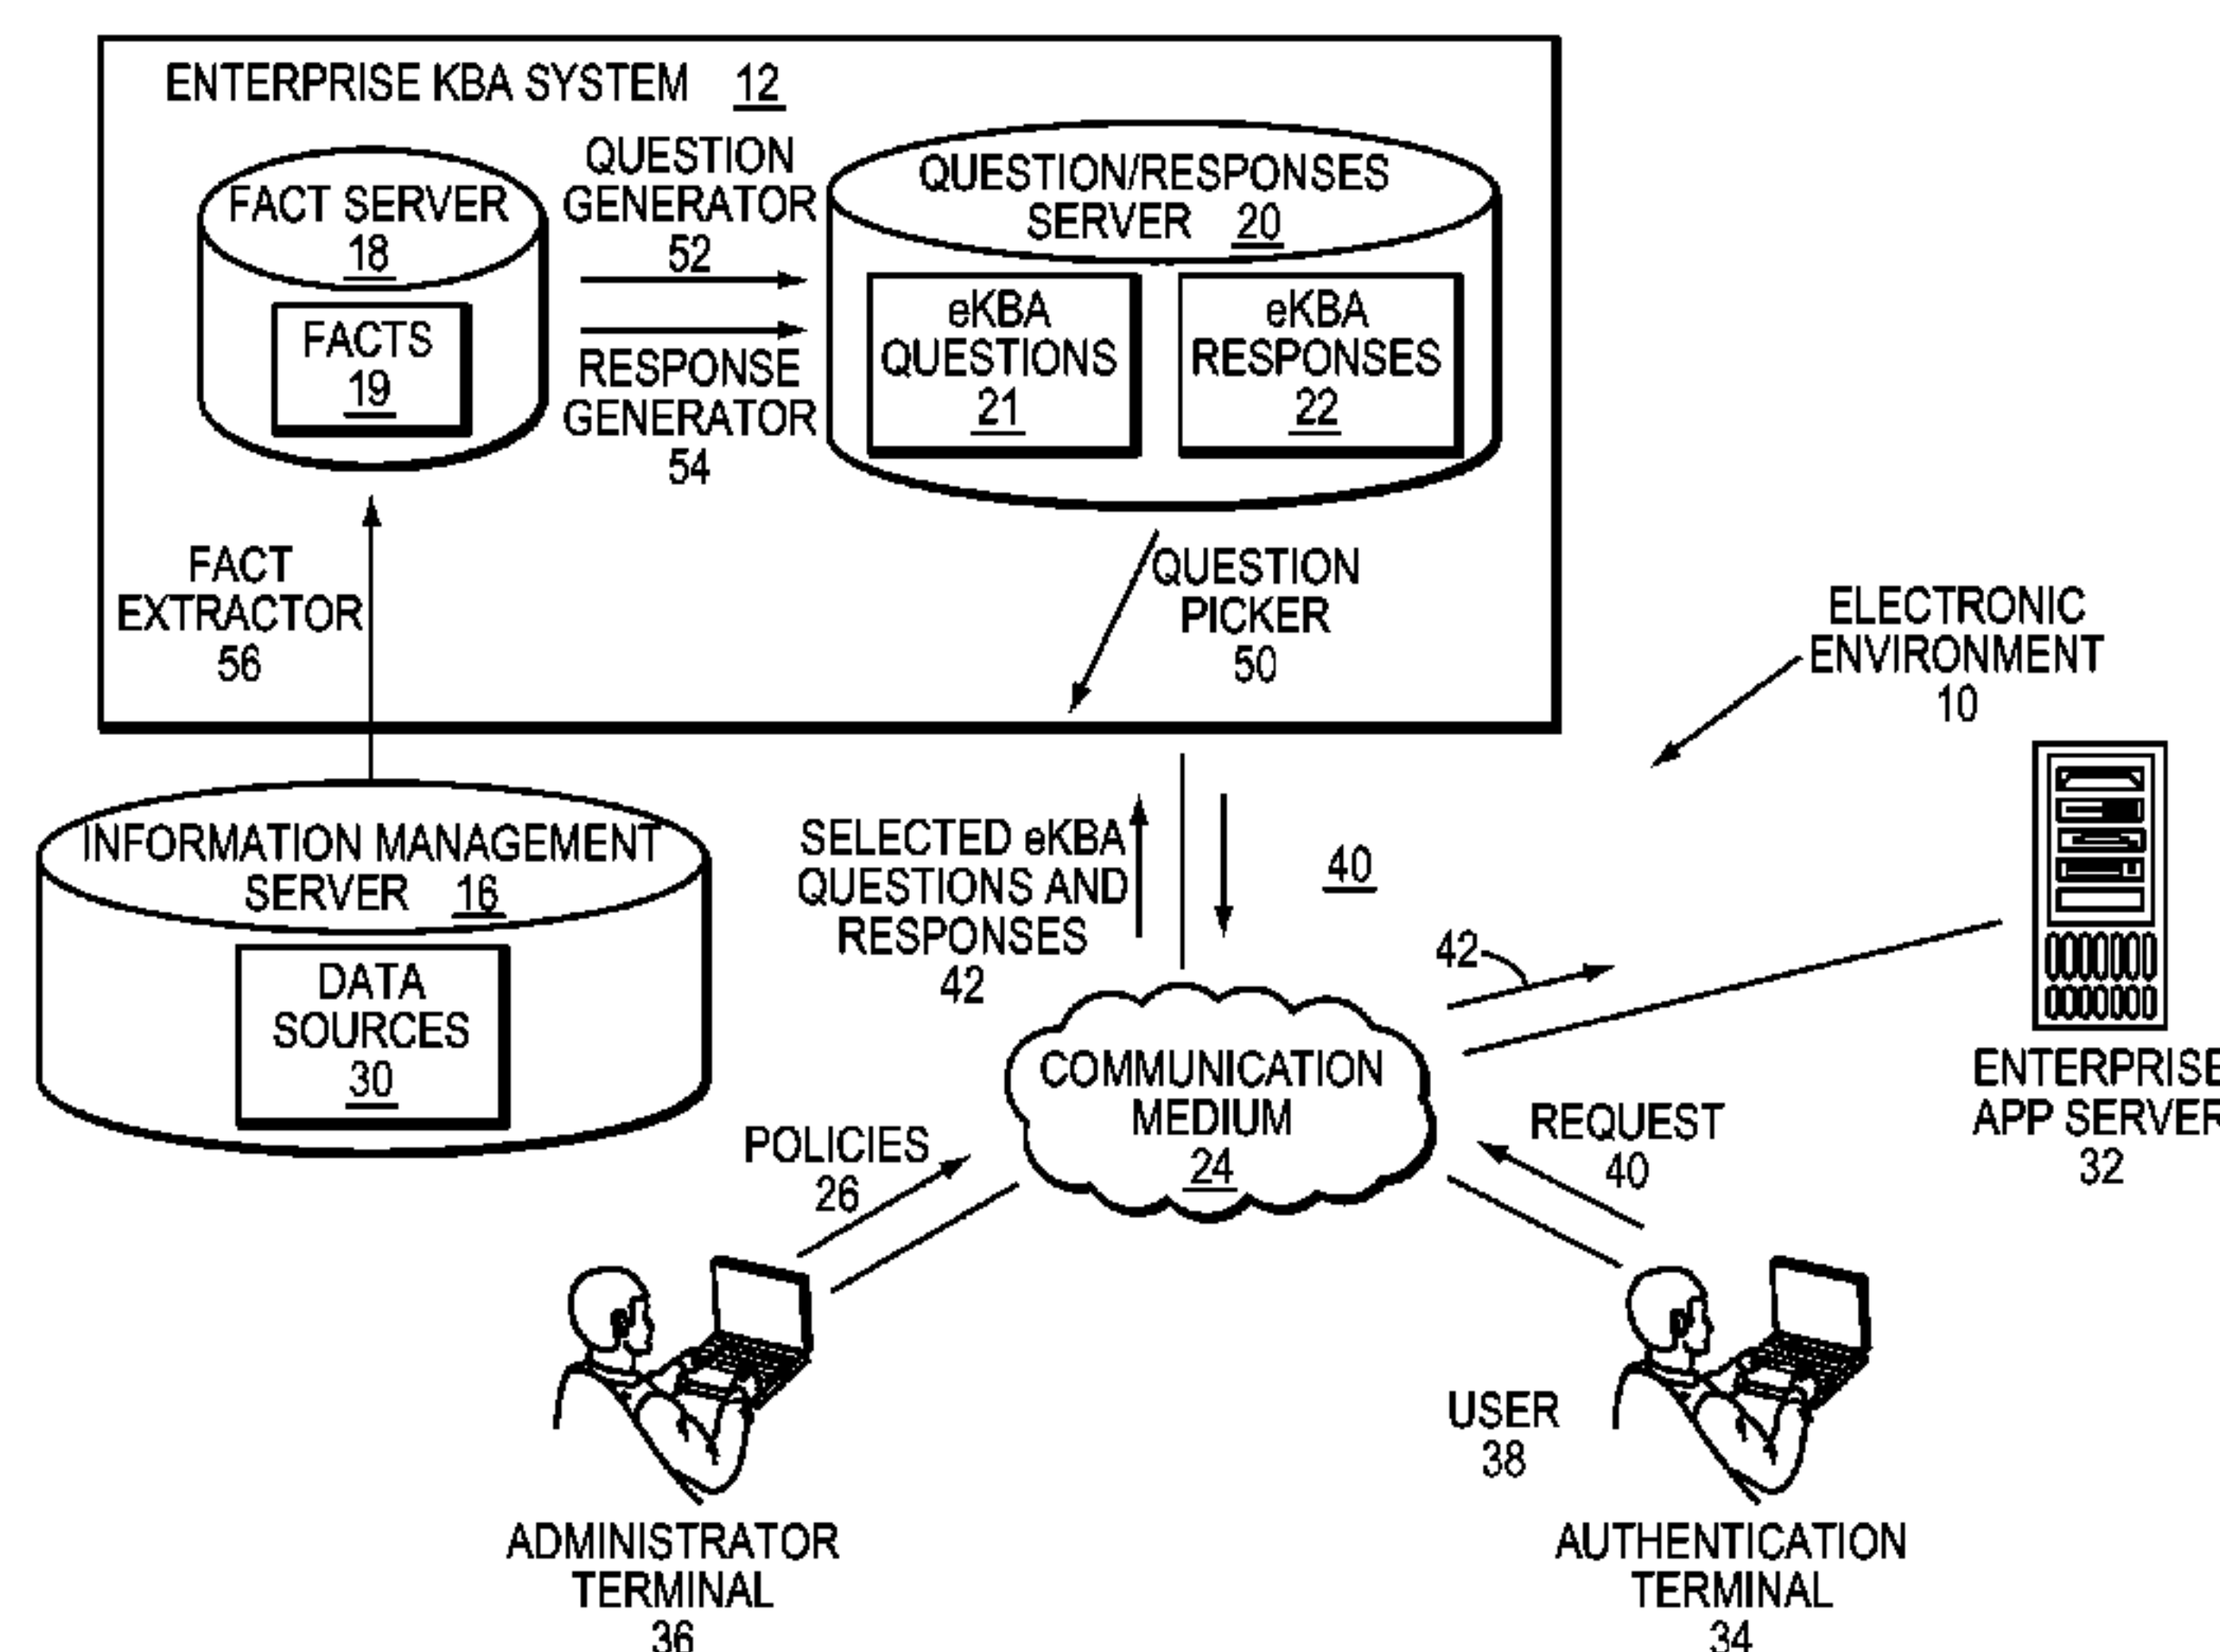 ENTERPRISE KBA SYSTEM 12
FACT SERVER
18
FACTS
19
QUESTION
GENERATOR
52
RESPONSE
GENERATOR
54
QUESTION/RESPONSES
SERVER 20
eKBA
QUESTIONS
21
eKBA
RESPONSES
22
FACT
EXTRACTOR
56
QUESTION
PICKER
50
ELECTRONIC
ENVIRONMENT
10
INFORMATION MANAGEMENT
SERVER 16
DATA
SOURCES
30
SELECTED eKBA
QUESTIONS AND
RESPONSES
42
40
42
ENTERPRISE
APP SERVER
32
COMMUNICATION
MEDIUM
24
POLICIES
26
REQUEST
40
USER
38
ADMINISTRATOR
TERMINAL
36
AUTHENTICATION
TERMINAL
34